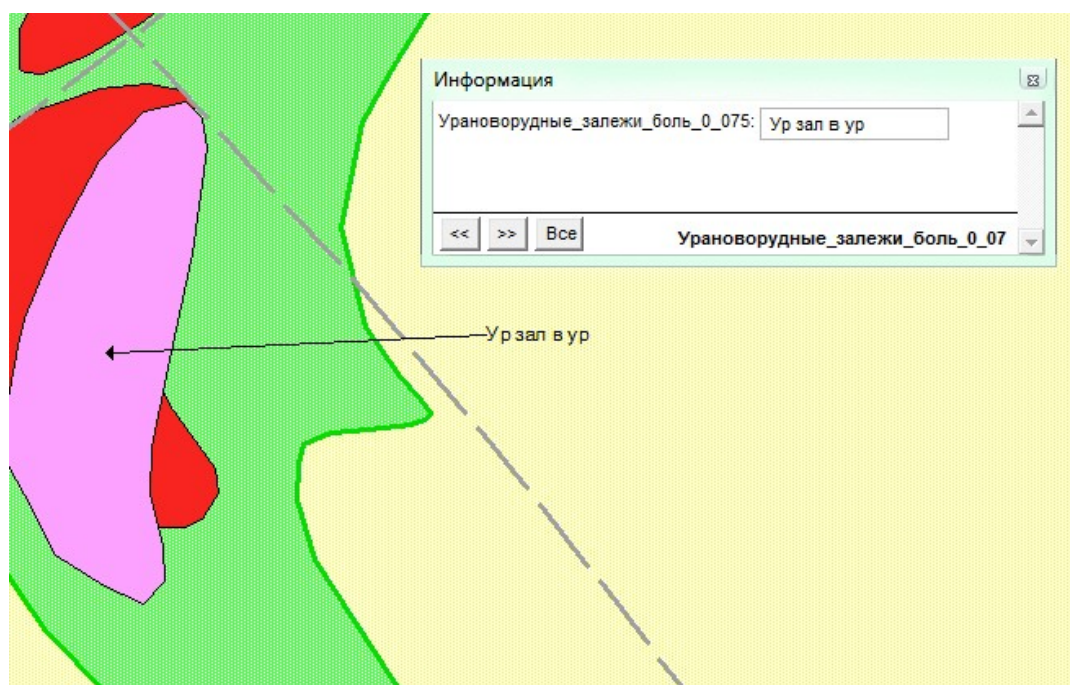 Информация
Урановорудные_залежи_боль_0_075: Ур зал в ур
<< >> Все Урановорудные_залежи_боль_0_07
Ур зал в ур